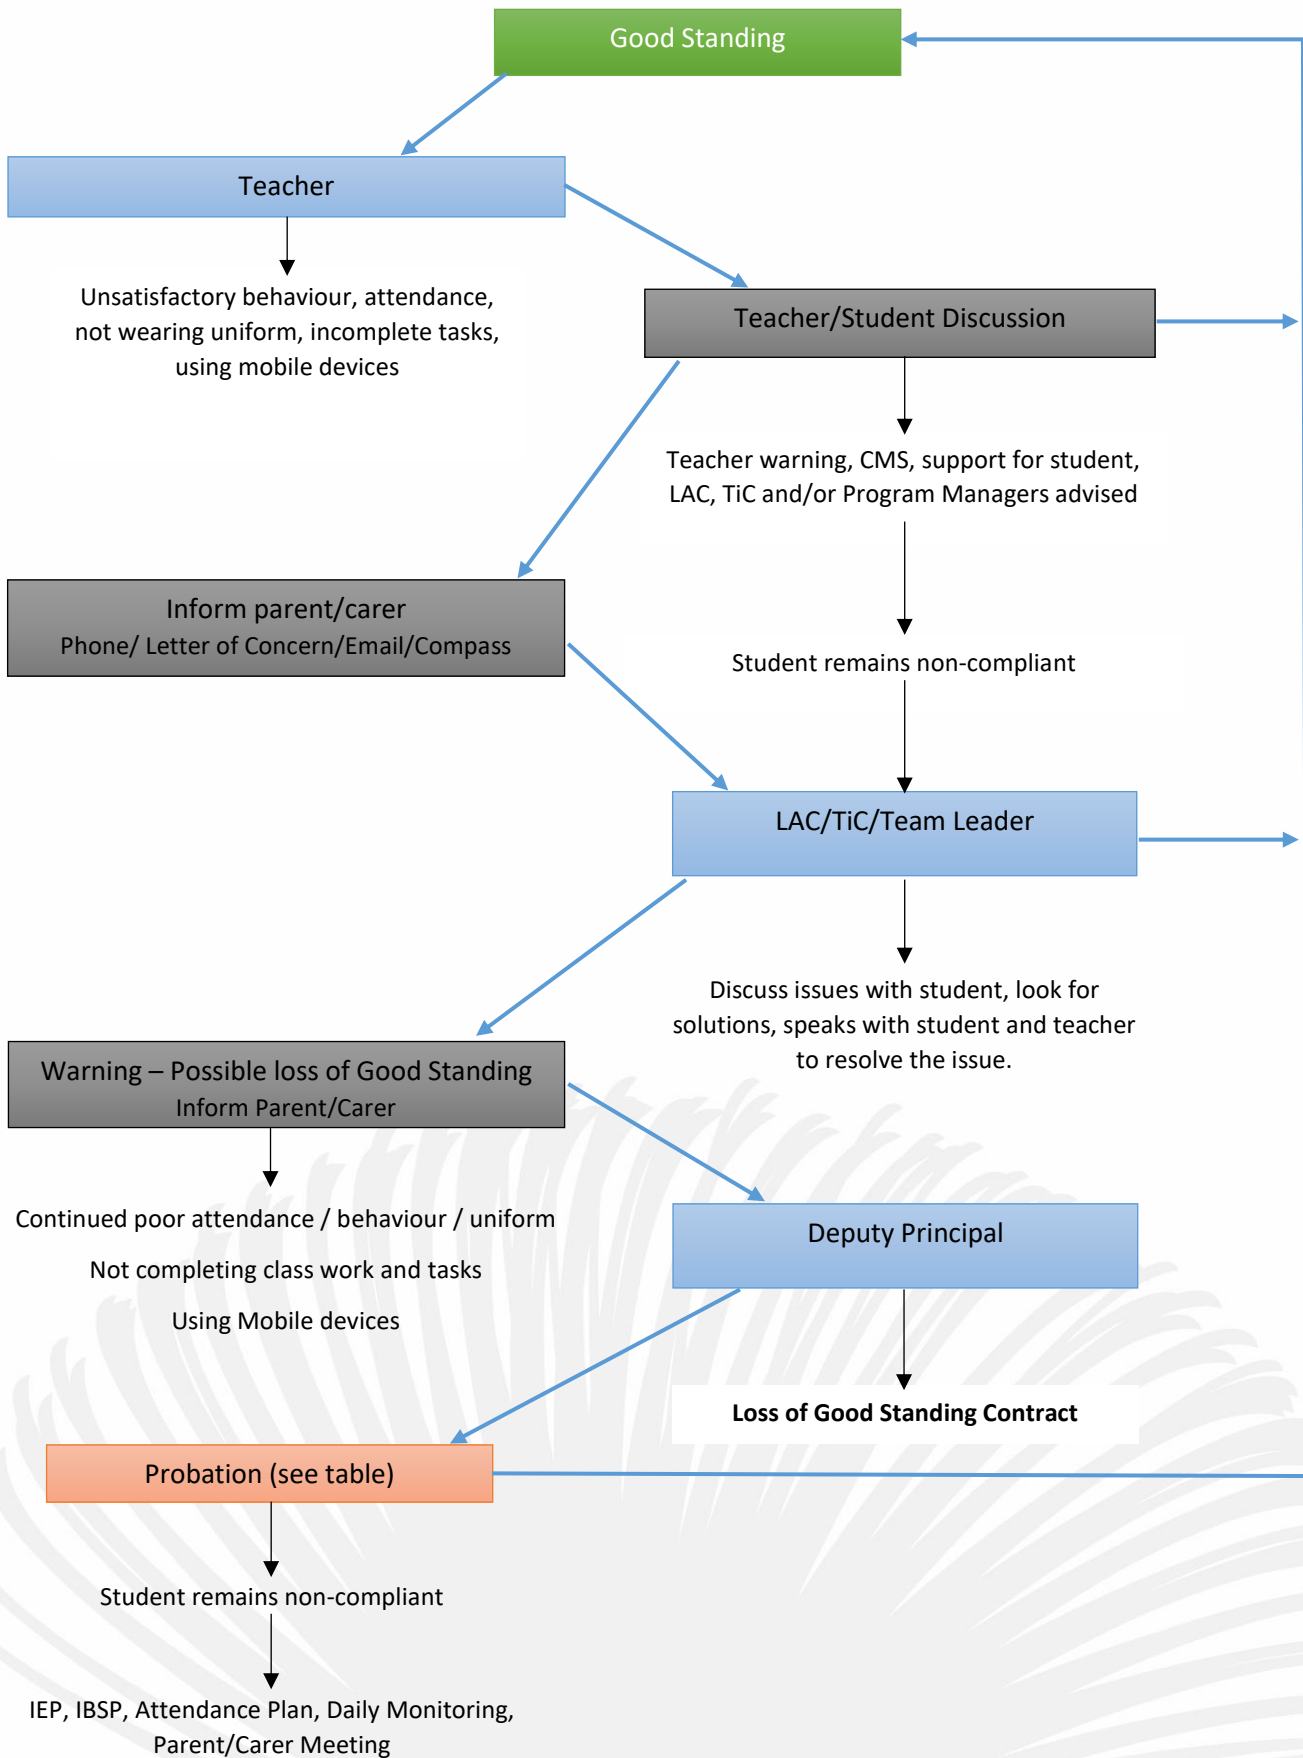 Good Standing
Teacher
Unsatisfactory behaviour, attendance,
not wearing uniform, incomplete tasks,
using mobile devices
Teacher/Student Discussion
Teacher warning, CMS, support for student,
LAC, TiC and/or Program Managers advised
Inform parent/carer
Phone/ Letter of Concern/Email/Compass
Student remains non-compliant
LAC/TiC/Team Leader
Discuss issues with student, look for
solutions, speaks with student and teacher
to resolve the issue.
Warning – Possible loss of Good Standing
Inform Parent/Carer
Continued poor attendance / behaviour / uniform
Not completing class work and tasks
Using Mobile devices
Deputy Principal
Loss of Good Standing Contract
Probation (see table)
Student remains non-compliant
IEP, IBSP, Attendance Plan, Daily Monitoring,
Parent/Carer Meeting